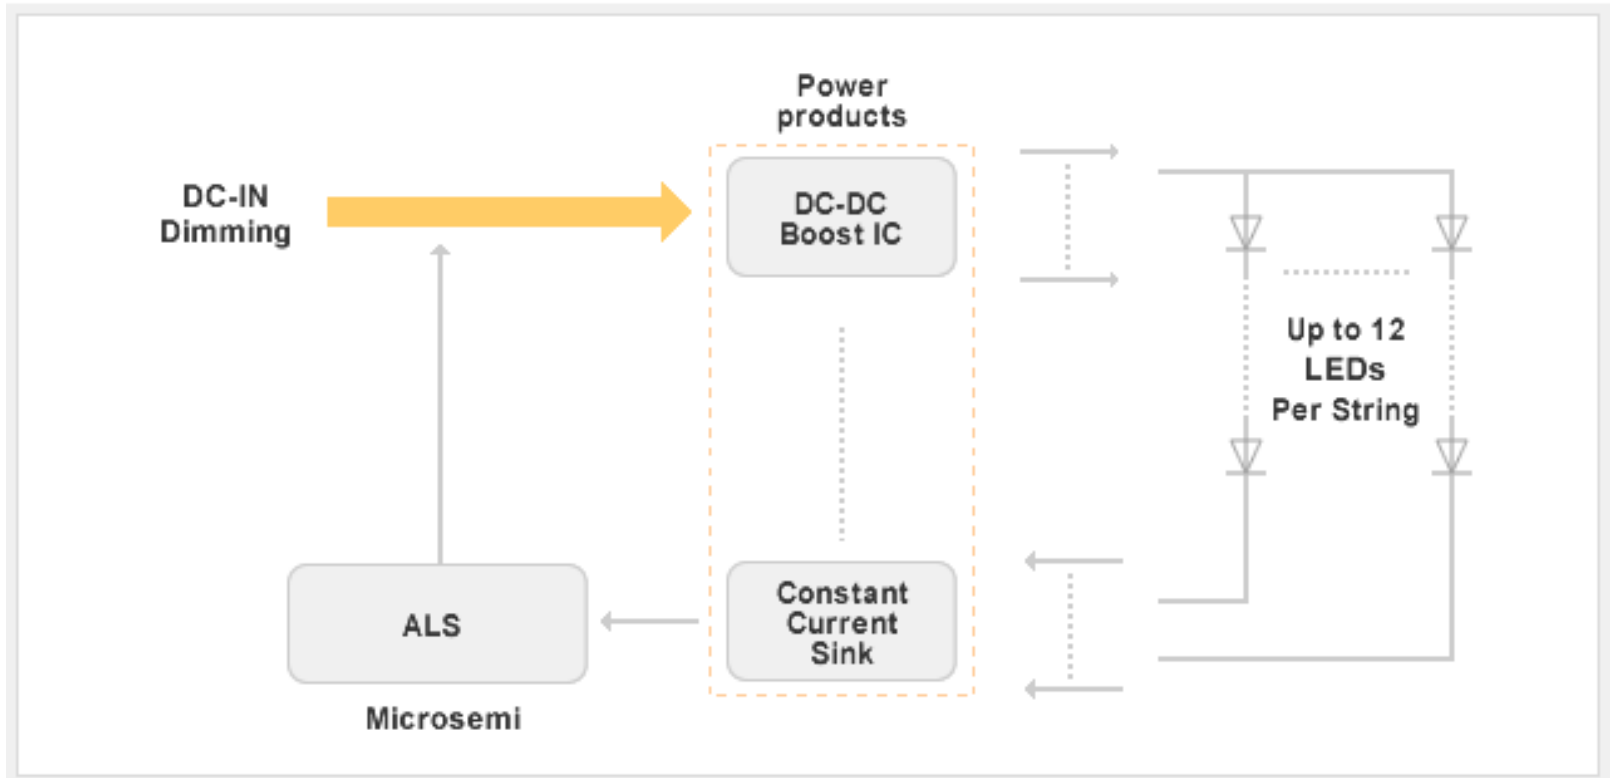 Power
products
DC-IN
Dimming
DC-DC
Boost IC
Up to 12
LEDs
Per String
ALS
Constant
Current
Sink
Microsemi